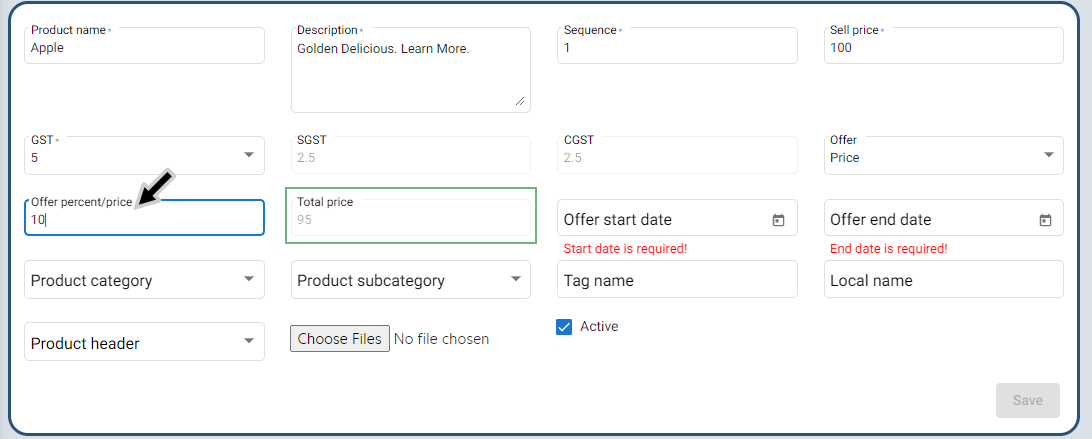 Product name *
Apple
Description *
Golden Delicious. Learn More.
Sequence *
1
Sell price *
100
GST *
5
SGST
2.5
CGST
2.5
Offer
Price
Offer percent/price
10
Total price
95
Offer start date
Start date is required!
Offer end date
End date is required!
Product category
Product subcategory
Tag name
Local name
Product header
Choose Files No file chosen
Active
Save